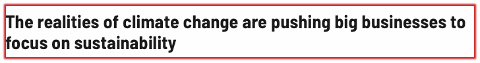 The realities of climate change are pushing big businesses to
focus on sustainability